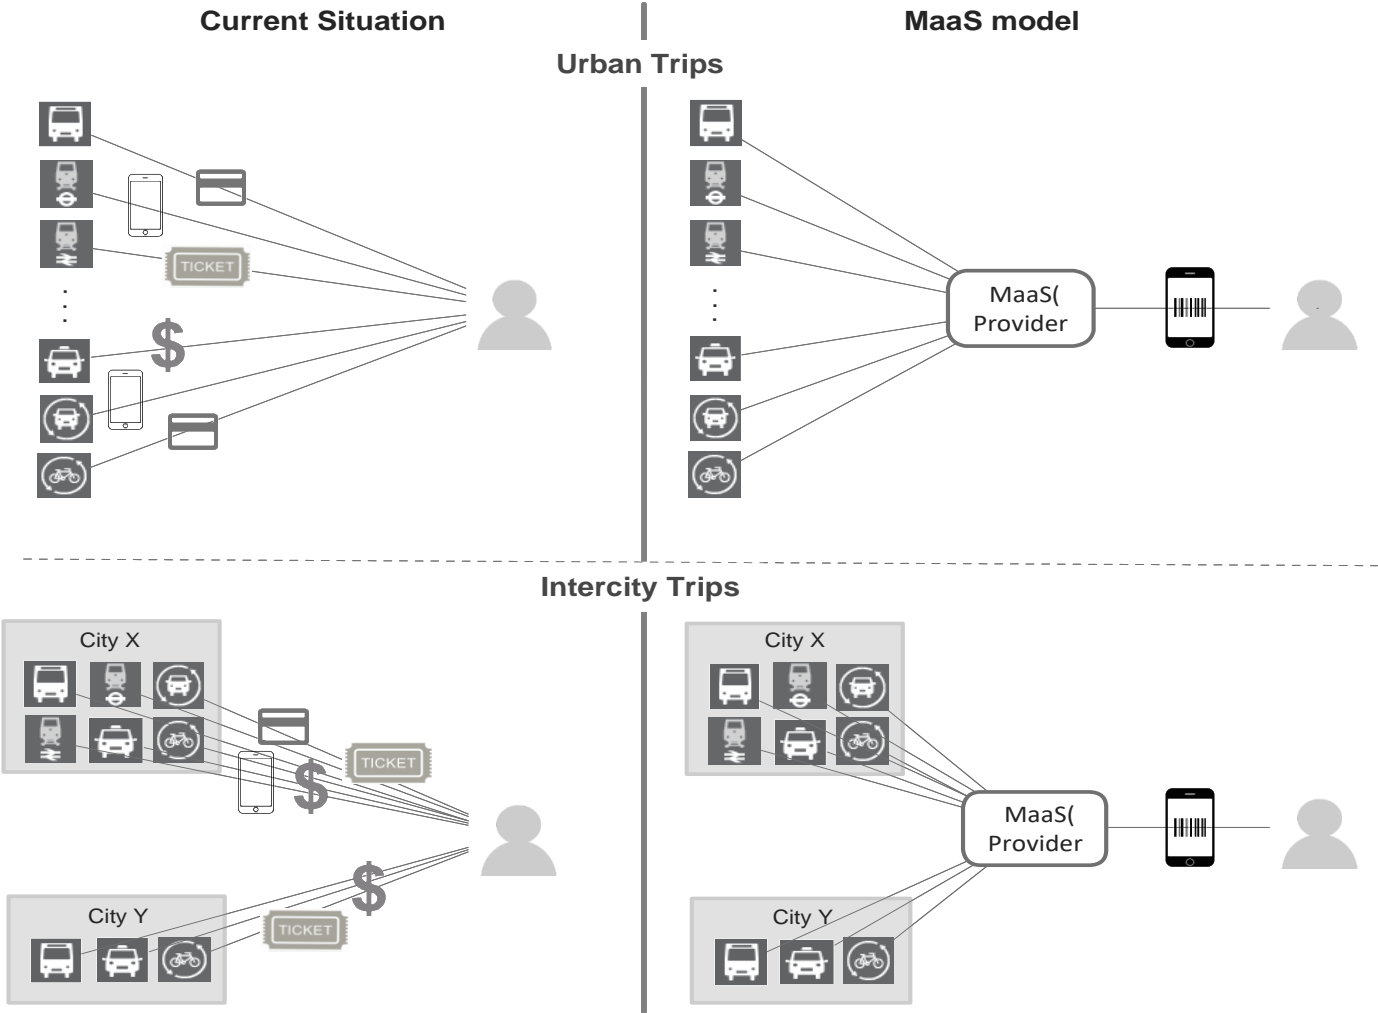 Current Situation
MaaS model
Urban Trips
TICKET
$
MaaS(
Provider
Intercity Trips
City X
TICKET
$
$
City Y
TICKET
City X
MaaS(
Provider
City Y